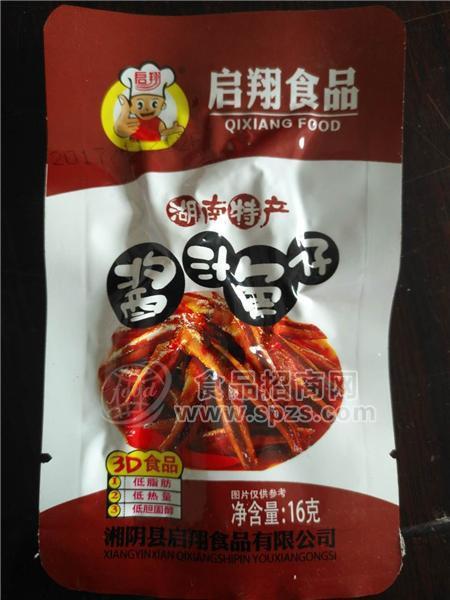 启翔
启翔食品
QIXIANG FOOD
2017
湖南特产
酱汁鱼仔
food
食品招商网
www.spzs.com
3D食品
1 低脂肪
2 低热量
3 低胆固醇
图片仅供参考
净含量:16克
湘阴县启翔食品有限公司
XIANGYINXIAN QIXIANGSHIPIN YOUXIANGONGSI